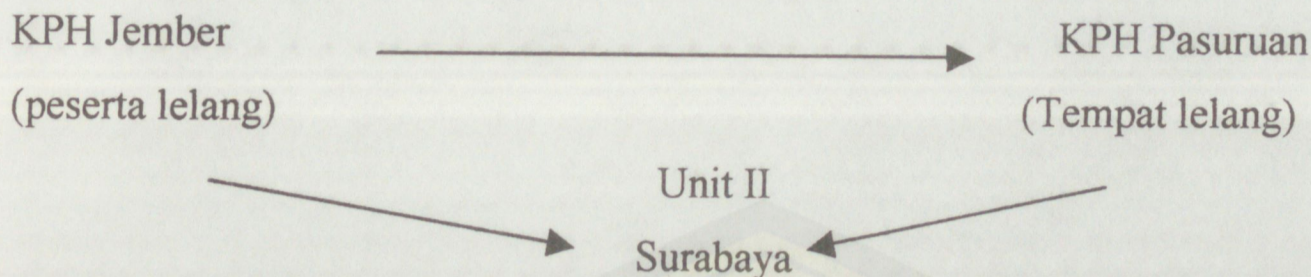 KPH Jember KPH Pasuruan
(peserta lelang) (Tempat lelang)
Unit II
Surabaya